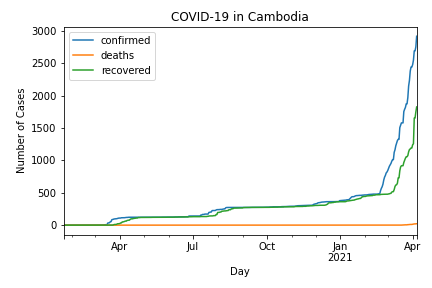 COVID-19 in Cambodia
confirmed
deaths
recovered
Number of Cases
3000
2500
2000
1500
1000
500
0
Apr
Jul
Oct
Jan
2021
Apr
Day